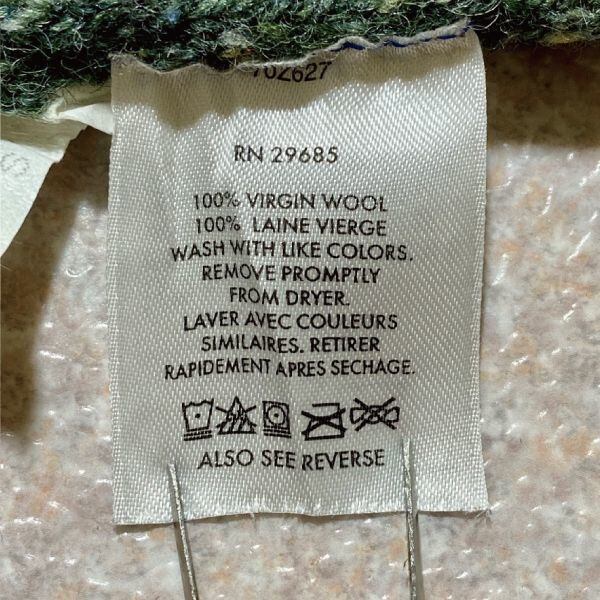 702627
RN 29685
100% VIRGIN WOOL
100% LAINE VIERGE
WASH WITH LIKE COLORS.
REMOVE PROMPTLY
FROM DRYER.
LAVER AVEC COULEURS
SIMILAIRES. RETIRER
RAPIDEMENT APRES SECHAGE.
ALSO SEE REVERSE